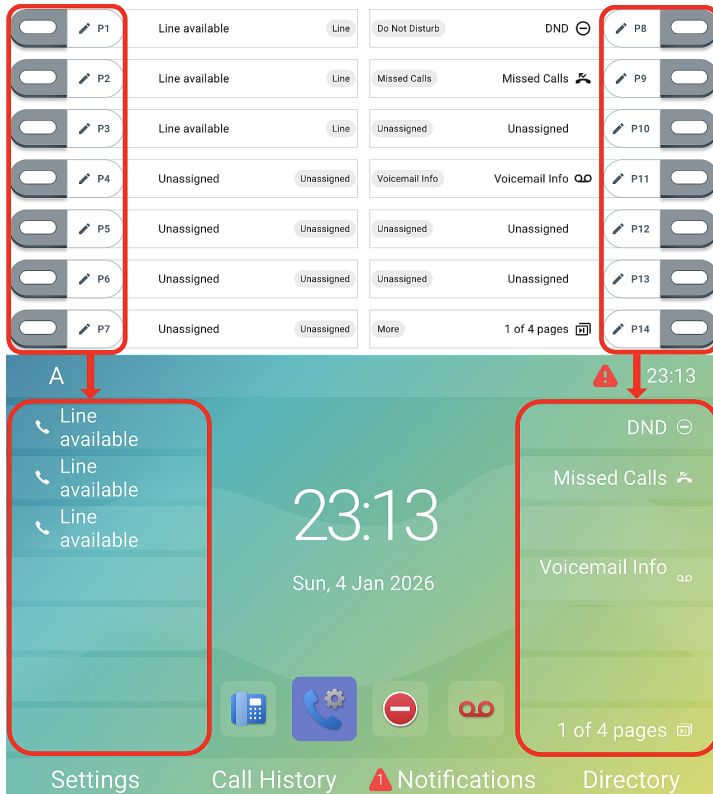 P1 Line available Line Do Not Disturb DND P8
P2 Line available Line Missed Calls Missed Calls P9
P3 Line available Line Unassigned Unassigned P10
P4 Unassigned Unassigned Voicemail Info Voicemail Info P11
P5 Unassigned Unassigned Unassigned Unassigned P12
P6 Unassigned Unassigned Unassigned Unassigned P13
P7 Unassigned Unassigned More 1 of 4 pages P14
A 23:13
Line
available
DND
Line
available
Missed Calls
Line
available
23:13
Sun, 4 Jan 2026
Voicemail Info
1 of 4 pages
Settings Call History 1 Notifications Directory